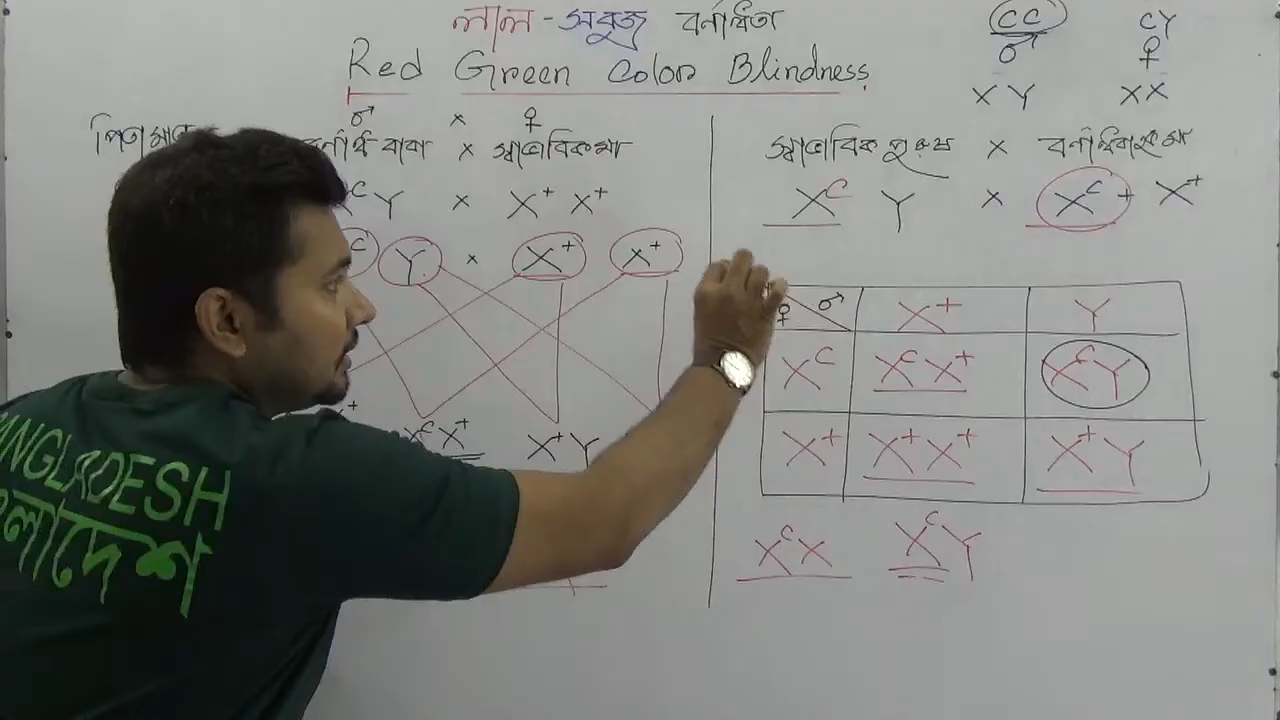 লাল - সবুজ বর্নান্ধতা
Red Green Color Blindness
♂ × ♀
বাবা × স্বাভাবিক মা
C Y × X⁺ X⁺
C Y × X⁺ X⁺
XᶜX⁺ X⁺Y
CC CY
♂ ♀
XY XX
স্বাভাবিক পুরুষ × বর্নান্ধবাহক মা
Xᶜ Y × Xᶜ⁺ X⁺
♀ ♂ X⁺ Y
Xᶜ XᶜX⁺ XᶜY
X⁺ X⁺X⁺ X⁺Y
XᶜX XᶜY
BANGLADESH
বাংলাদেশ